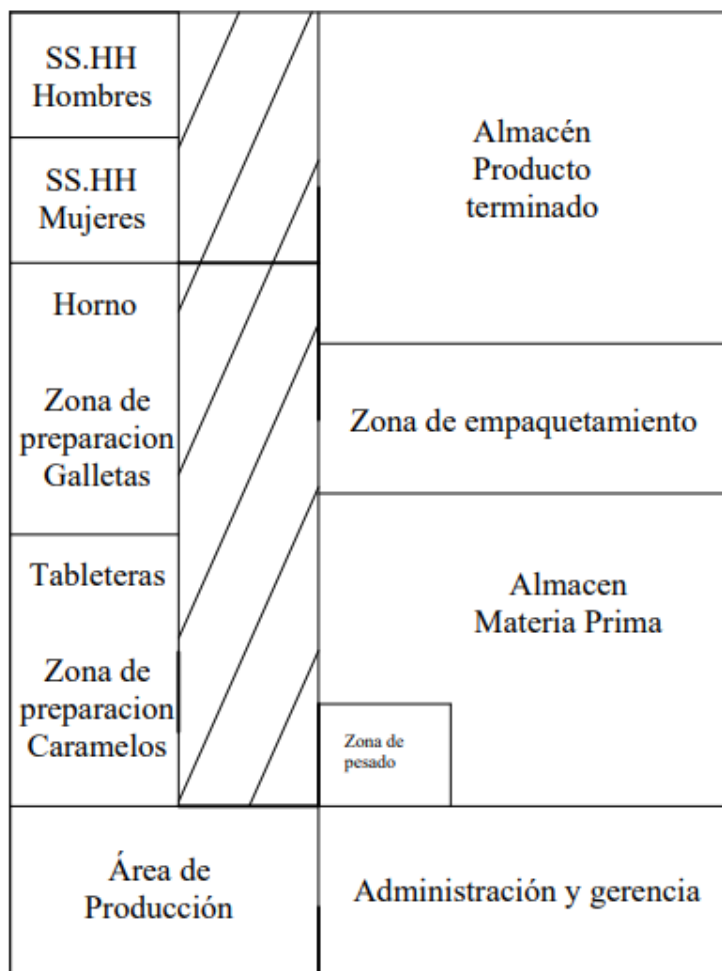 SS.HH
Hombres
SS.HH
Mujeres
Horno
Zona de
preparacion
Galletas
Tableteras
Zona de
preparacion
Caramelos
Área de
Producción
Almacén
Producto
terminado
Zona de empaquetamiento
Almacen
Materia Prima
Zona de
pesado
Administración y gerencia